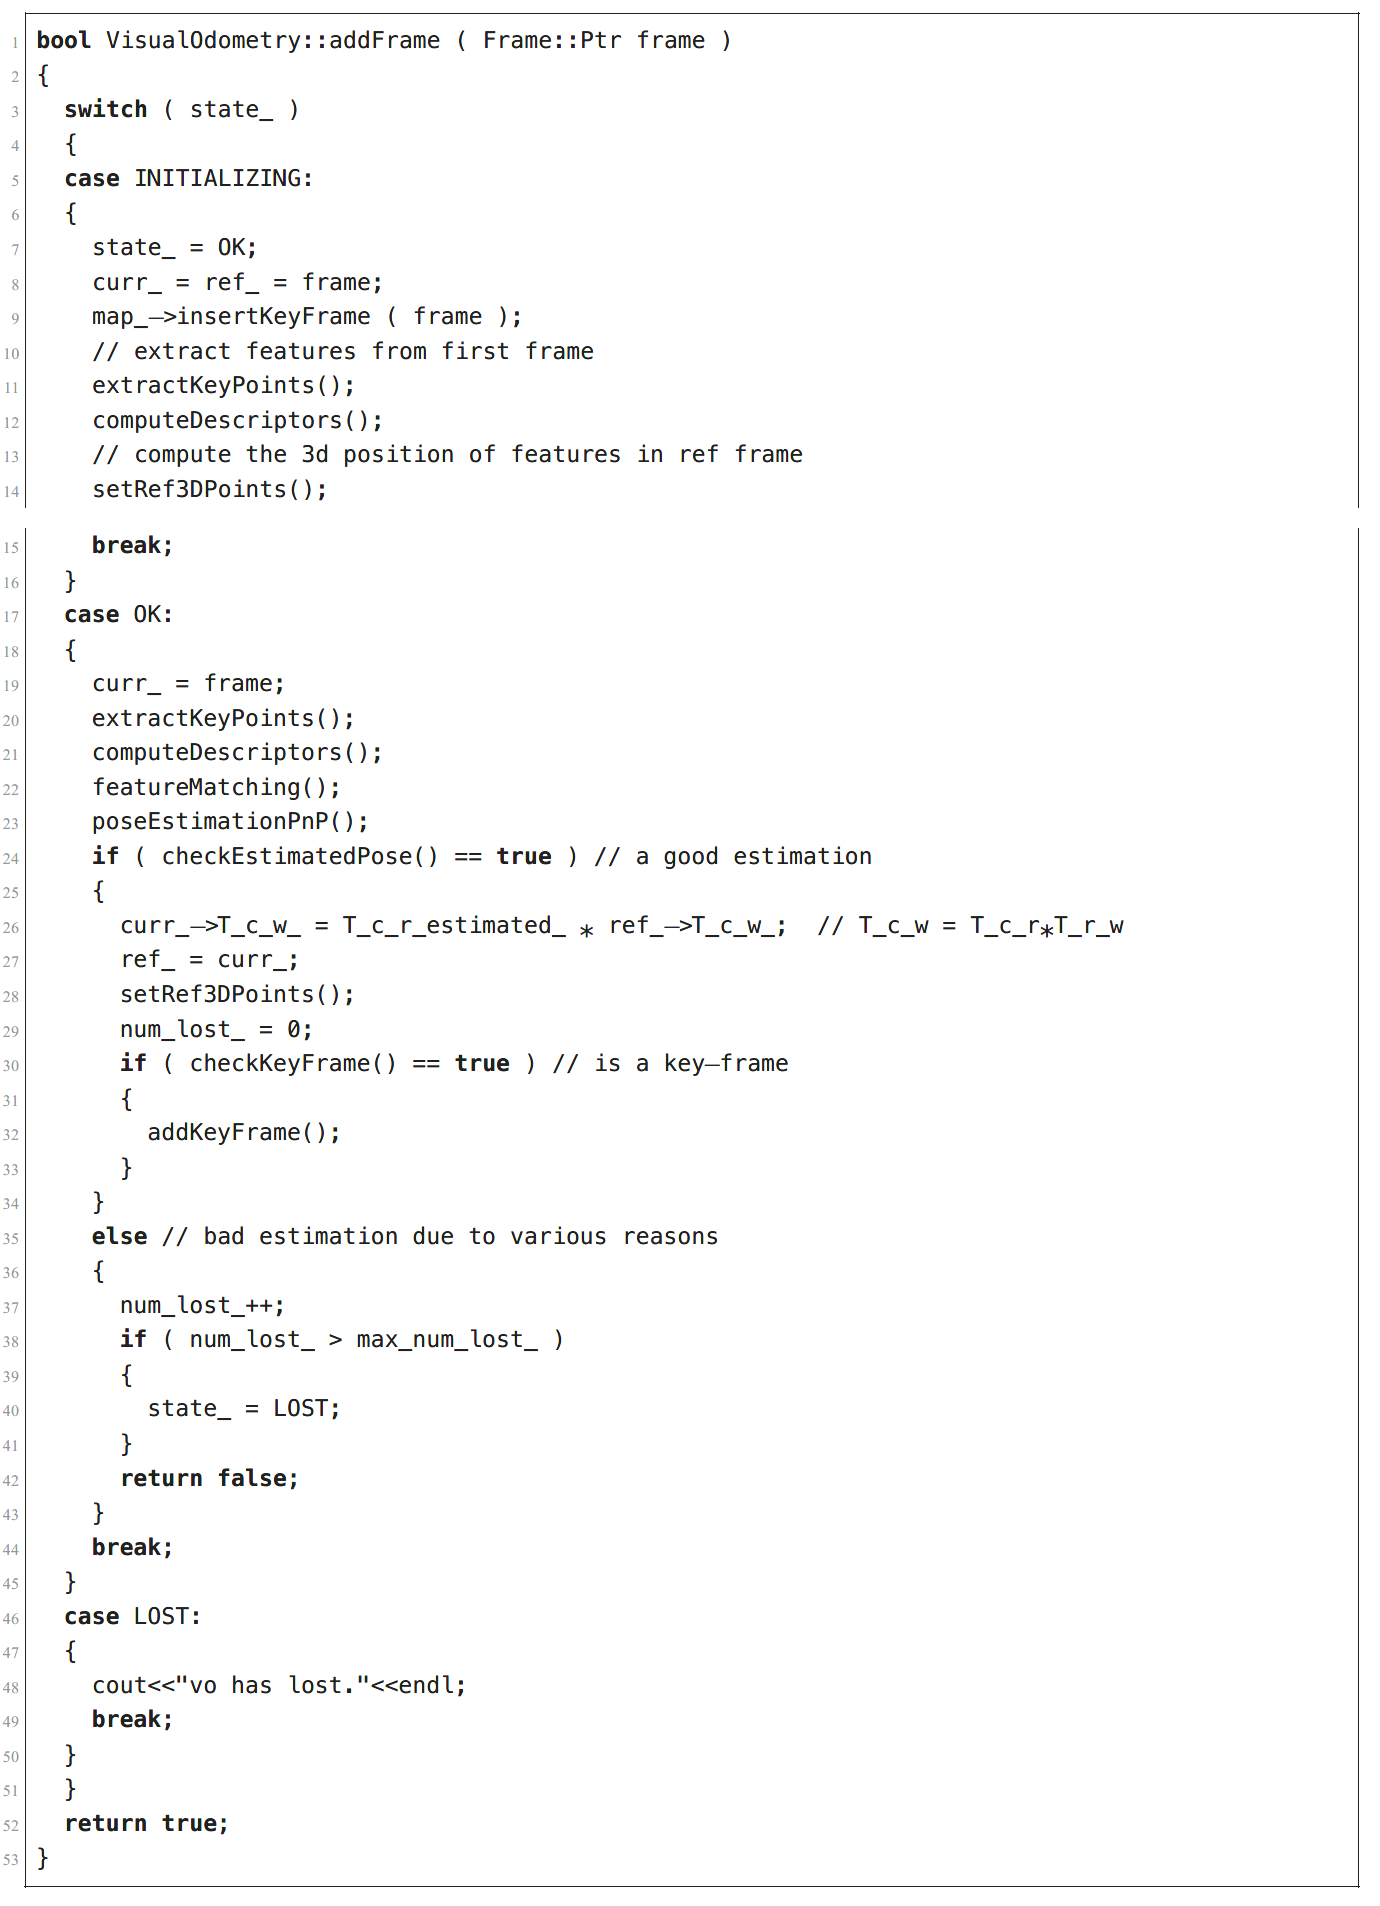 1 bool VisualOdometry::addFrame ( Frame::Ptr frame )
2 {
3   switch ( state_ )
4   {
5   case INITIALIZING:
6   {
7     state_ = OK;
8     curr_ = ref_ = frame;
9     map_—>insertKeyFrame ( frame );
10     // extract features from first frame
11     extractKeyPoints();
12     computeDescriptors();
13     // compute the 3d position of features in ref frame
14     setRef3DPoints();
15     break;
16   }
17   case OK:
18   {
19     curr_ = frame;
20     extractKeyPoints();
21     computeDescriptors();
22     featureMatching();
23     poseEstimationPnP();
24     if ( checkEstimatedPose() == true ) // a good estimation
25     {
26       curr_—>T_c_w_ = T_c_r_estimated_ * ref_—>T_c_w_;  // T_c_w = T_c_r*T_r_w
27       ref_ = curr_;
28       setRef3DPoints();
29       num_lost_ = 0;
30       if ( checkKeyFrame() == true ) // is a key—frame
31       {
32         addKeyFrame();
33       }
34     }
35     else // bad estimation due to various reasons
36     {
37       num_lost_++;
38       if ( num_lost_ > max_num_lost_ )
39       {
40         state_ = LOST;
41       }
42       return false;
43     }
44     break;
45   }
46   case LOST:
47   {
48     cout<<"vo has lost."<<endl;
49     break;
50   }
51   }
52   return true;
53 }